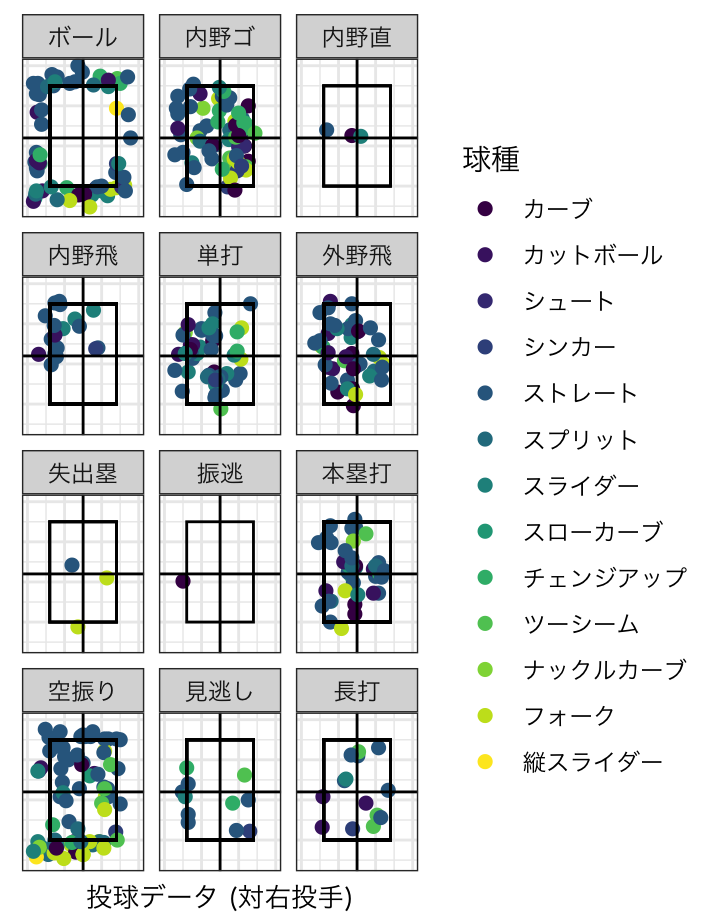 ボール
内野ゴ
内野直
内野飛
単打
外野飛
失出塁
振逃
本塁打
空振り
見逃し
長打
投球データ (対右投手)
球種
カーブ
カットボール
シュート
シンカー
ストレート
スプリット
スライダー
スローカーブ
チェンジアップ
ツーシーム
ナックルカーブ
フォーク
縦スライダー